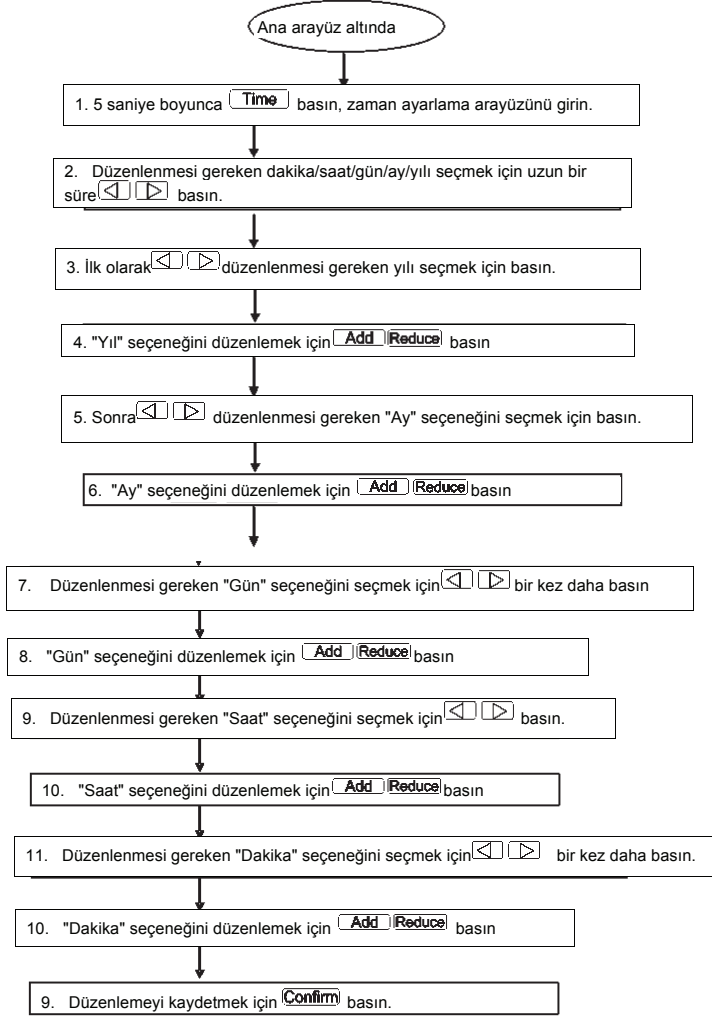 Ana arayüz altında
1. 5 saniye boyunca Time basın, zaman ayarlama arayüzünü girin.
2. Düzenlenmesi gereken dakika/saat/gün/ay/yılı seçmek için uzun bir
süre basın.
3. İlk olarak düzenlenmesi gereken yılı seçmek için basın.
4. "Yıl" seçeneğini düzenlemek için Add Reduce basın
5. Sonra düzenlenmesi gereken "Ay" seçeneğini seçmek için basın.
6. "Ay" seçeneğini düzenlemek için Add Reduce basın
7. Düzenlenmesi gereken "Gün" seçeneğini seçmek için bir kez daha basın
8. "Gün" seçeneğini düzenlemek için Add Reduce basın
9. Düzenlenmesi gereken "Saat" seçeneğini seçmek için basın.
10. "Saat" seçeneğini düzenlemek için Add Reduce basın
11. Düzenlenmesi gereken "Dakika" seçeneğini seçmek için bir kez daha basın.
10. "Dakika" seçeneğini düzenlemek için Add Reduce basın
9. Düzenlemeyi kaydetmek için Confirm basın.